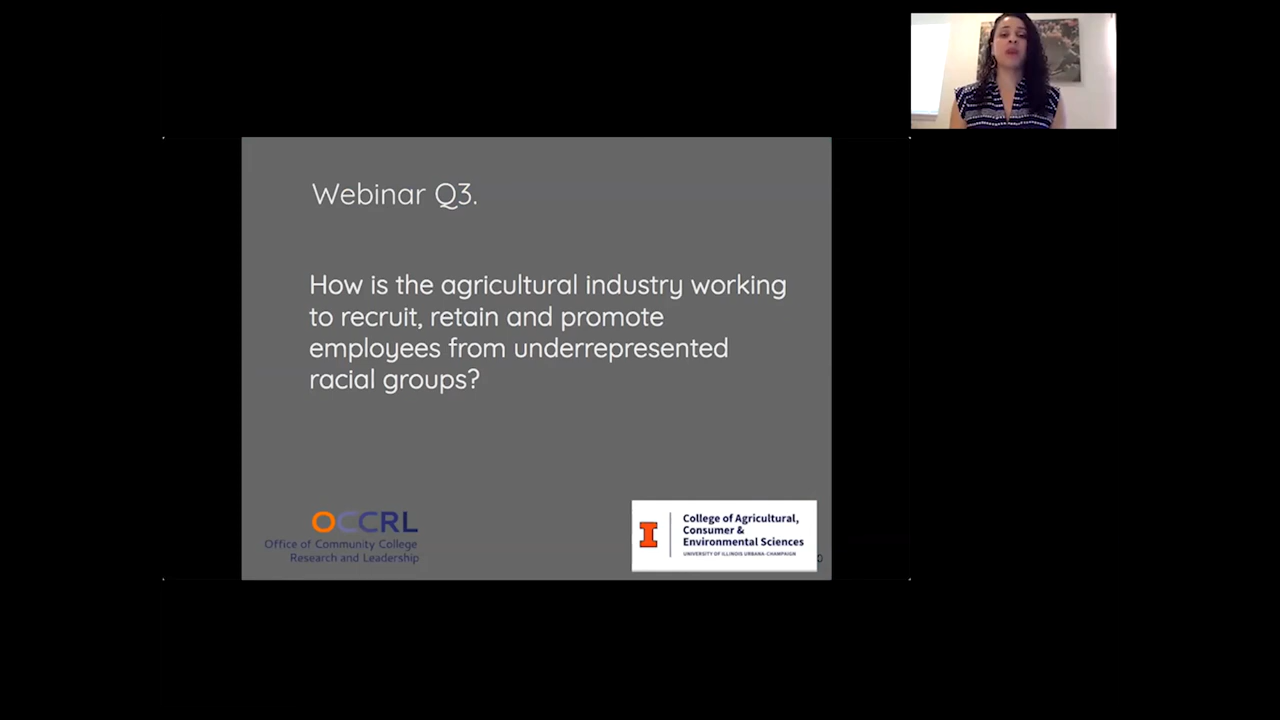 Webinar Q3.
How is the agricultural industry working
to recruit, retain and promote
employees from underrepresented
racial groups?
OCCRL
Office of Community College
Research and Leadership
I
College of Agricultural,
Consumer &
Environmental Sciences
UNIVERSITY OF ILLINOIS URBANA-CHAMPAIGN